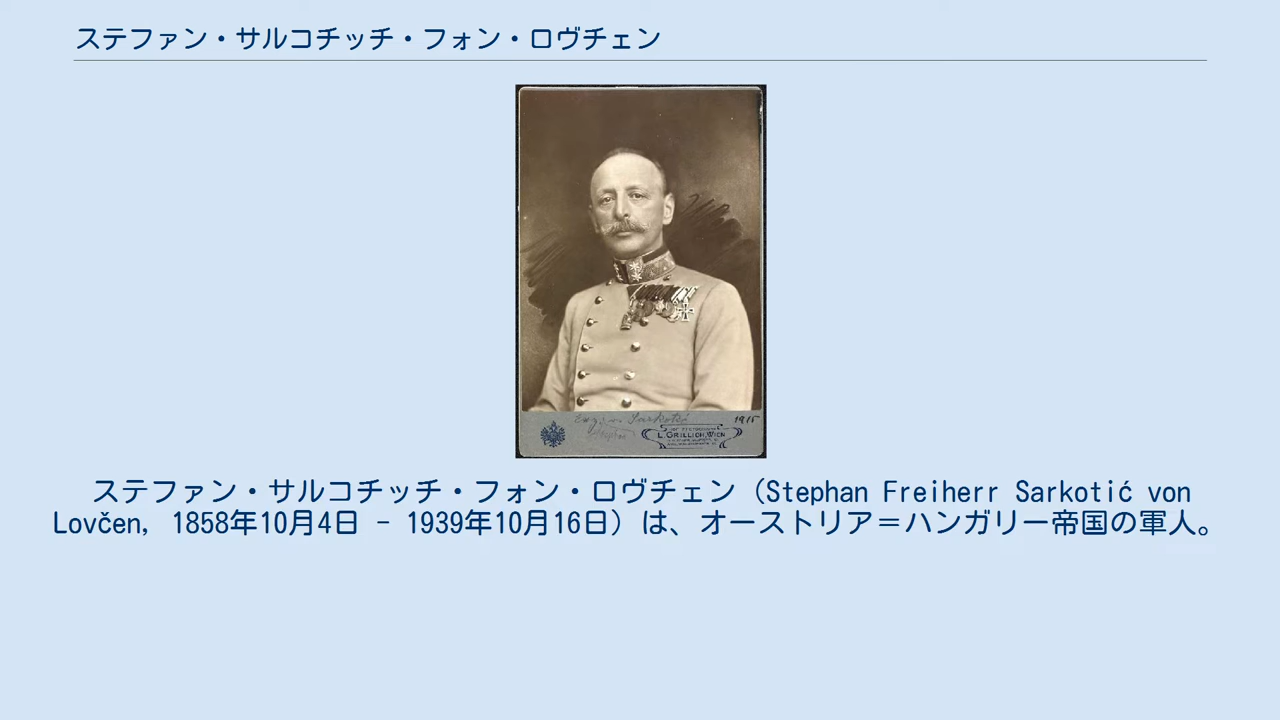 ステファン・サルコチッチ・フォン・ロヴチェン
Sarkotić
1915
L. GRILLICH, WIEN
ステファン・サルコチッチ・フォン・ロヴチェン（Stephan Freiherr Sarkotić von
Lovčen, 1858年10月4日 - 1939年10月16日）は、オーストリア＝ハンガリー帝国の軍人。